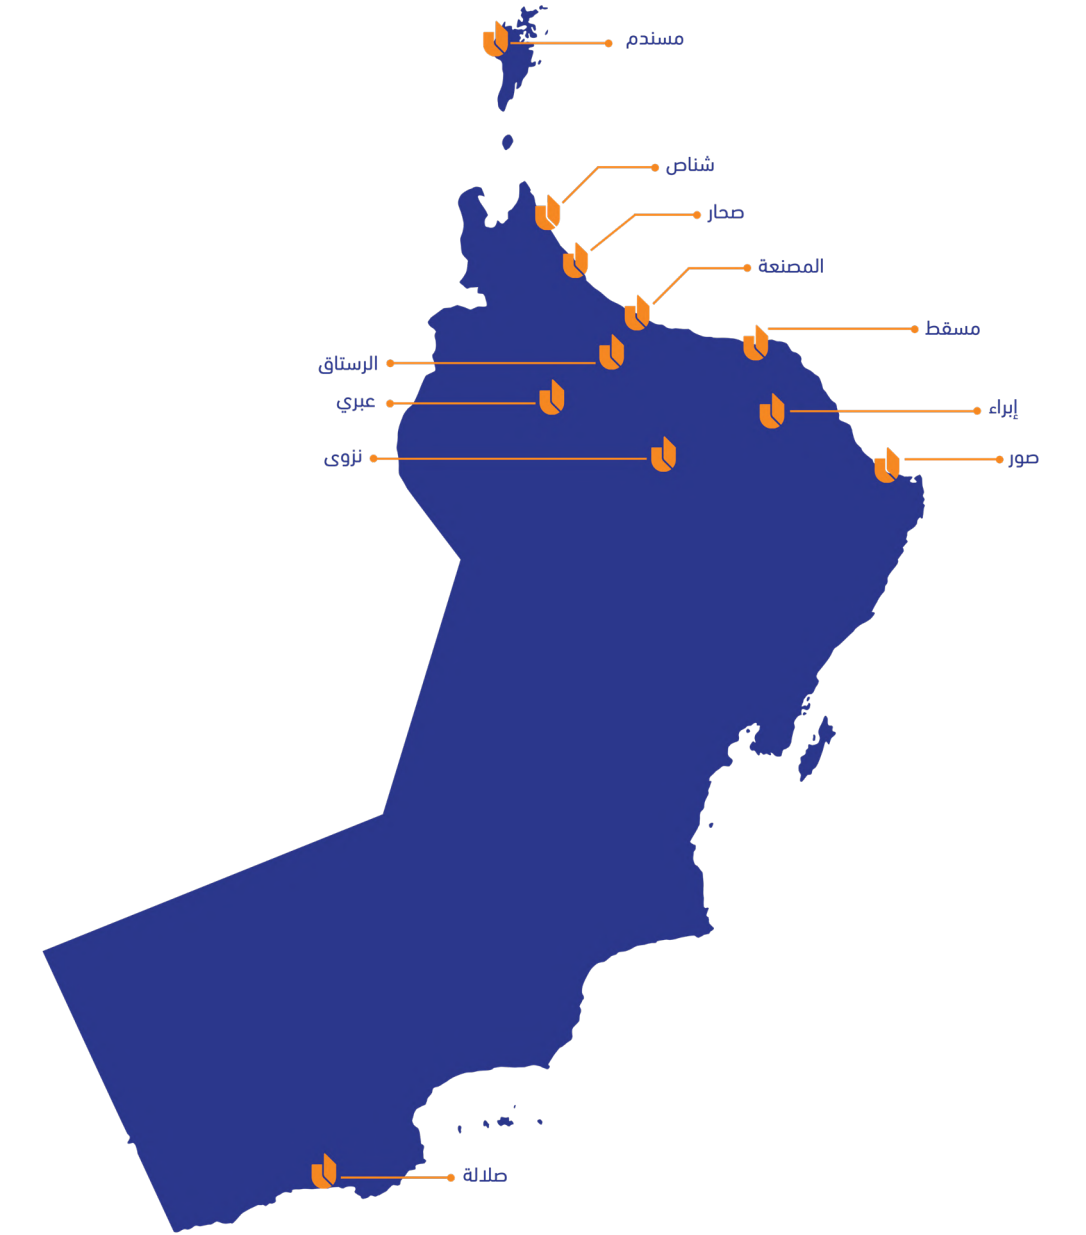 مسندم
شناص
صحار
المصنعة
مسقط
الرستاق
عبري
إبراء
نزوى
صور
صلالة